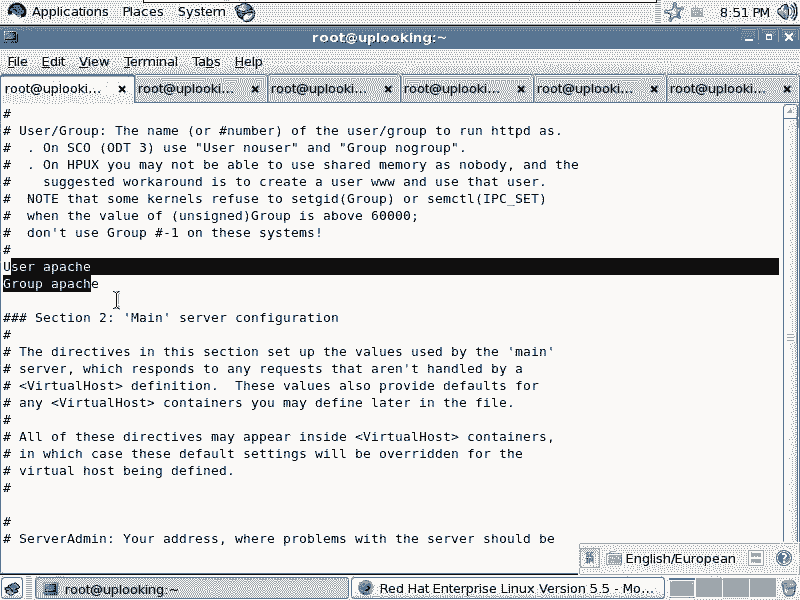 Applications Places System 8:51 PM
root@uplooking:~
File Edit View Terminal Tabs Help
root@uplooki... root@uplooki... root@uplooki... root@uplooki... root@uplooki... root@uplooki...
#
# User/Group: The name (or #number) of the user/group to run httpd as.
#  . On SCO (ODT 3) use "User nouser" and "Group nogroup".
#  . On HPUX you may not be able to use shared memory as nobody, and the
#    suggested workaround is to create a user www and use that user.
#  NOTE that some kernels refuse to setgid(Group) or semctl(IPC_SET)
#  when the value of (unsigned)Group is above 60000;
#  don't use Group #-1 on these systems!
#
User apache
Group apache
### Section 2: 'Main' server configuration
#
# The directives in this section set up the values used by the 'main'
# server, which responds to any requests that aren't handled by a
# <VirtualHost> definition.  These values also provide defaults for
# any <VirtualHost> containers you may define later in the file.
#
# All of these directives may appear inside <VirtualHost> containers,
# in which case these default settings will be overridden for the
# virtual host being defined.
#
#
# ServerAdmin: Your address, where problems with the server should be
English/European
root@uplooking:~ Red Hat Enterprise Linux Version 5.5 - Mo...